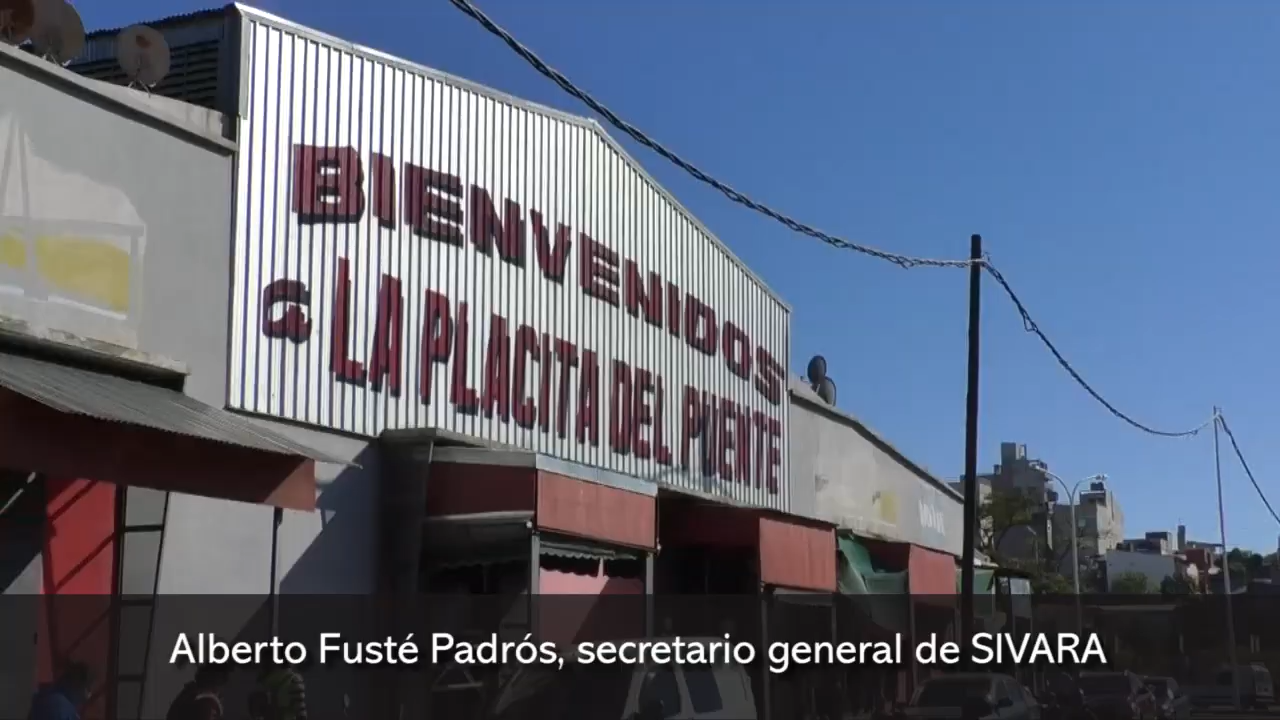 BIENVENIDOS
a LA PLACITA DEL PUENTE
Alberto Fusté Padrós, secretario general de SIVARA